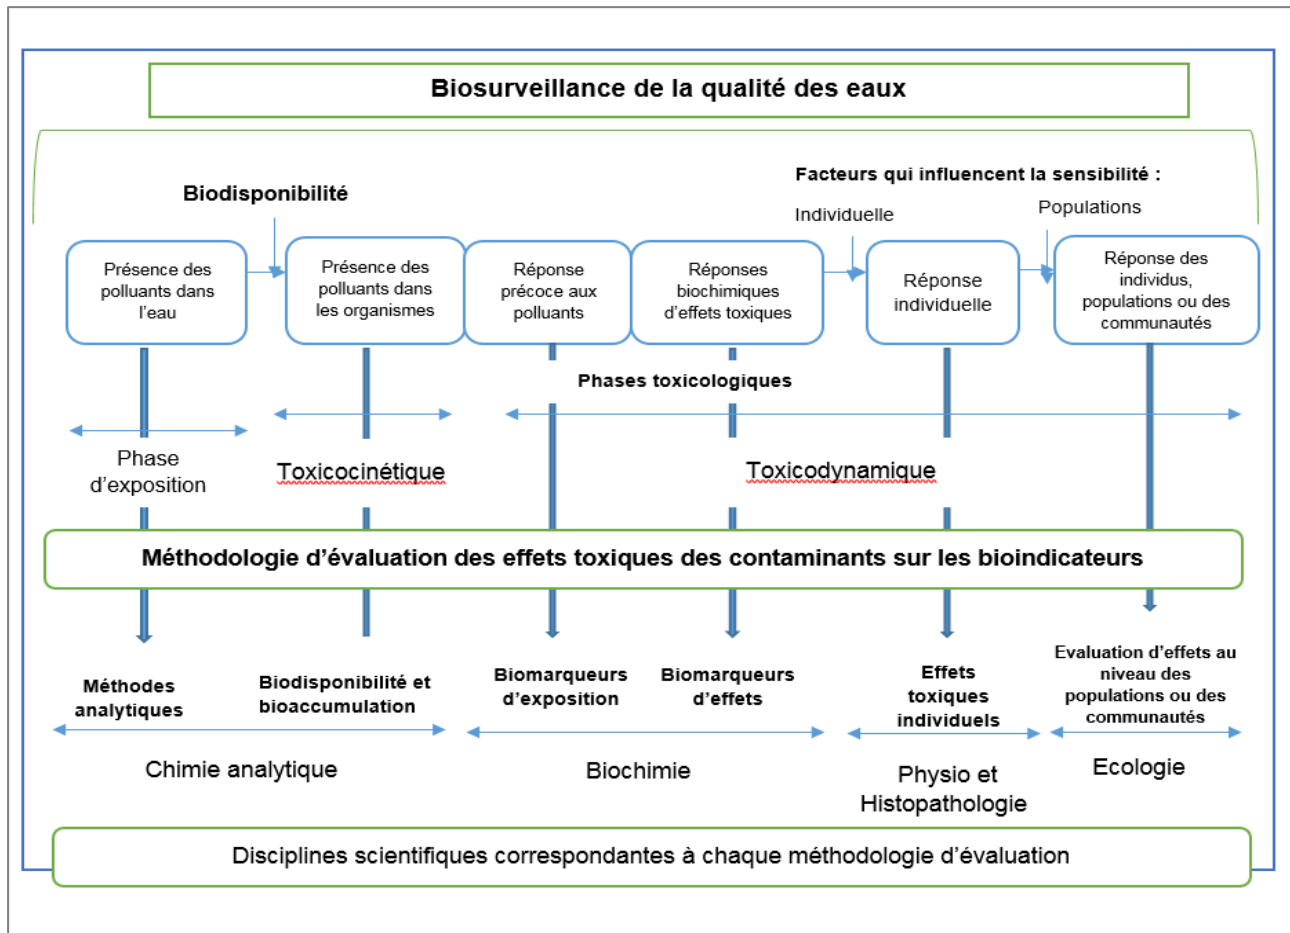 Biosurveillance de la qualité des eaux
Facteurs qui influencent la sensibilité :
Biodisponibilité
Individuelle
Populations
Présence des
polluants dans
l’eau
Présence des
polluants dans
les organismes
Réponse
précoce aux
polluants
Réponses
biochimiques
d’effets toxiques
Réponse
individuelle
Réponse des
individus,
populations ou des
communautés
Phases toxicologiques
Phase
d’exposition
Toxicocinétique
Toxicodynamique
Méthodologie d’évaluation des effets toxiques des contaminants sur les bioindicateurs
Méthodes
analytiques
Biodisponibilité et
bioaccumulation
Biomarqueurs
d’exposition
Biomarqueurs
d’effets
Effets
toxiques
individuels
Evaluation d’effets au
niveau des
populations ou des
communautés
Chimie analytique
Biochimie
Physio et
Histopathologie
Ecologie
Disciplines scientifiques correspondantes à chaque méthodologie d’évaluation